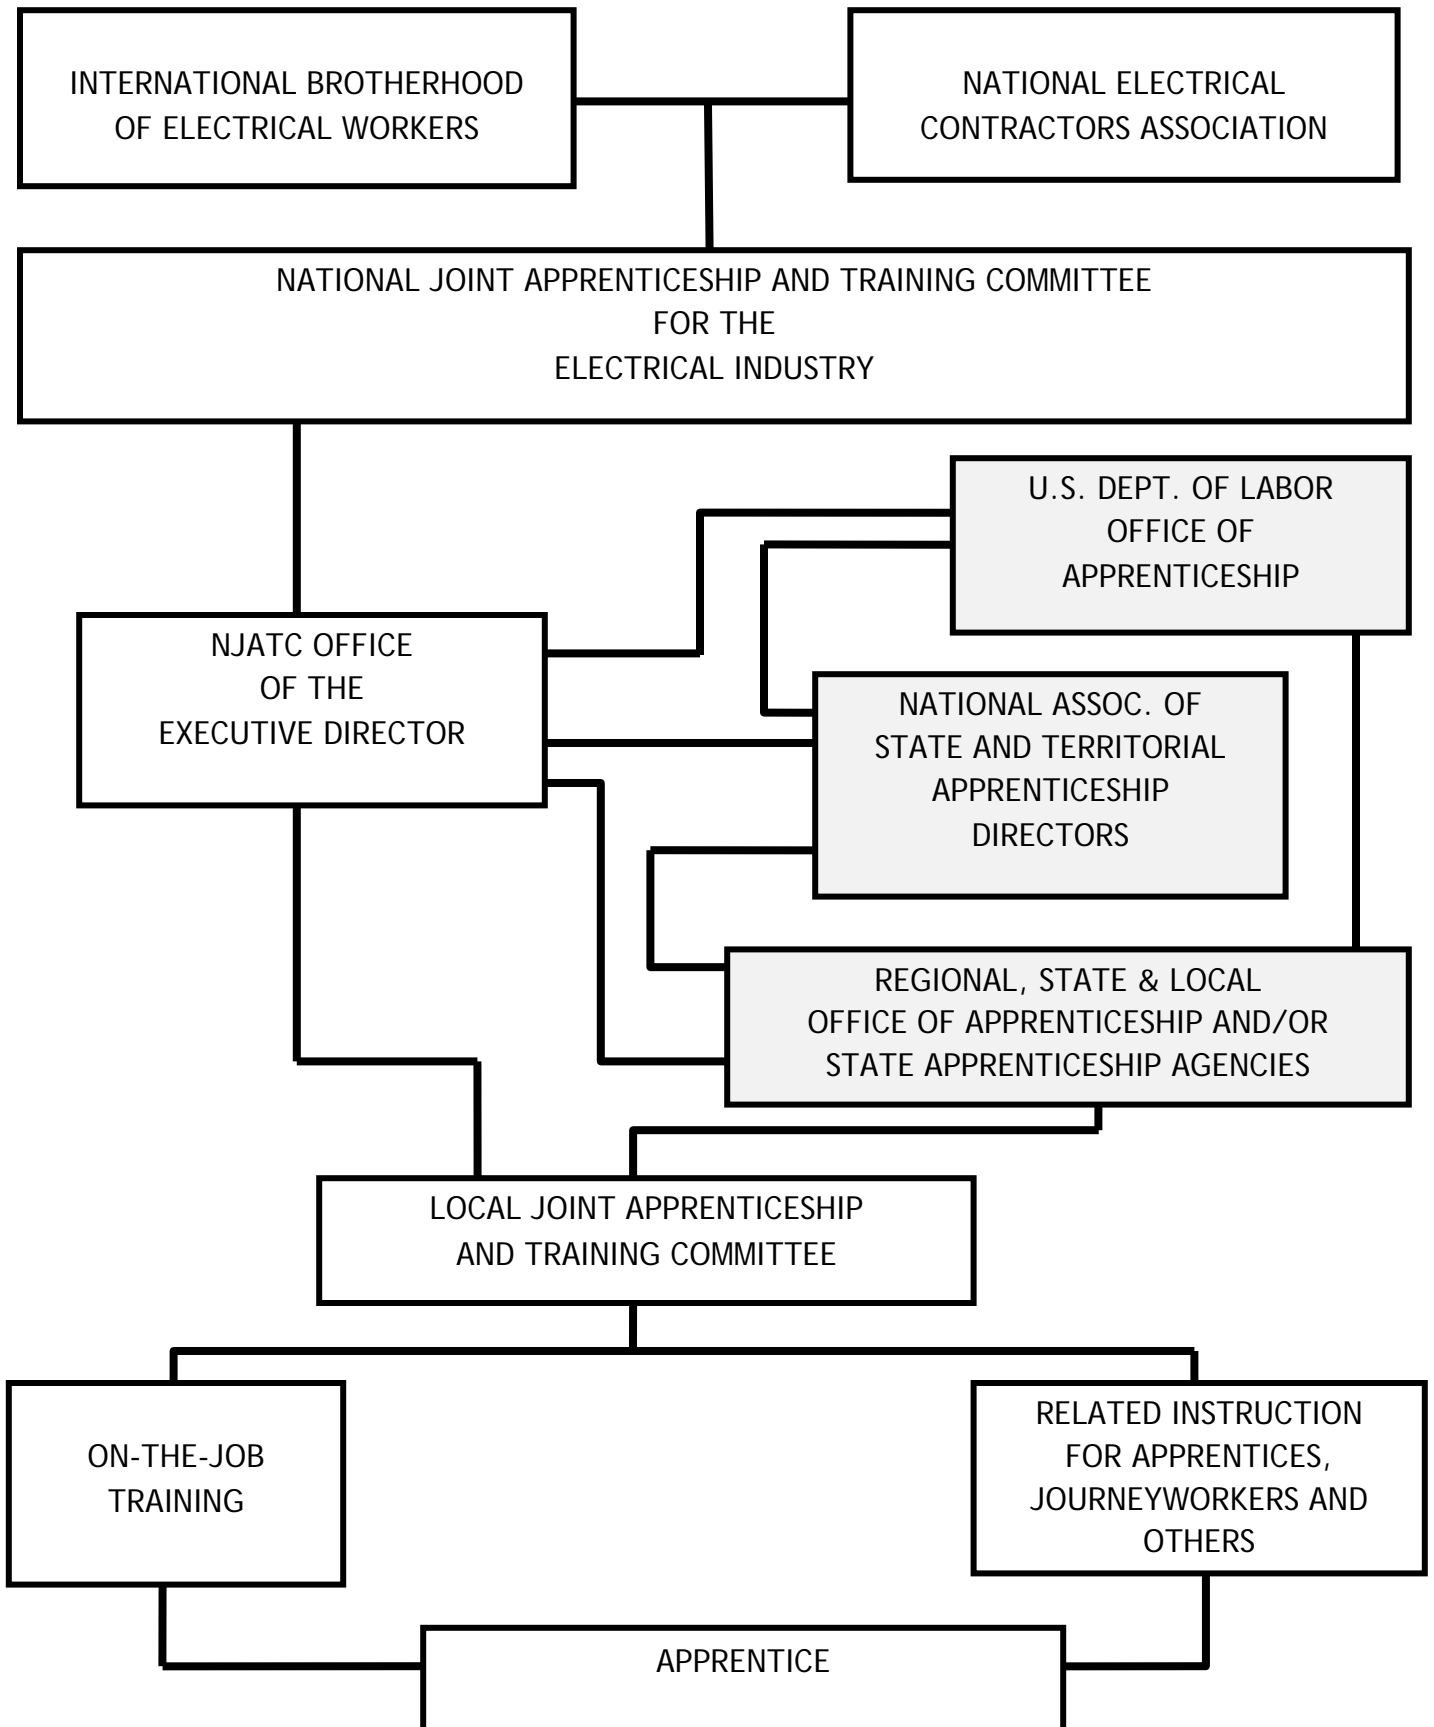 INTERNATIONAL BROTHERHOOD
OF ELECTRICAL WORKERS
NATIONAL ELECTRICAL
CONTRACTORS ASSOCIATION
NATIONAL JOINT APPRENTICESHIP AND TRAINING COMMITTEE
FOR THE
ELECTRICAL INDUSTRY
U.S. DEPT. OF LABOR
OFFICE OF
APPRENTICESHIP
NJATC OFFICE
OF THE
EXECUTIVE DIRECTOR
NATIONAL ASSOC. OF
STATE AND TERRITORIAL
APPRENTICESHIP
DIRECTORS
REGIONAL, STATE & LOCAL
OFFICE OF APPRENTICESHIP AND/OR
STATE APPRENTICESHIP AGENCIES
LOCAL JOINT APPRENTICESHIP
AND TRAINING COMMITTEE
ON-THE-JOB
TRAINING
RELATED INSTRUCTION
FOR APPRENTICES,
JOURNEYWORKERS AND
OTHERS
APPRENTICE